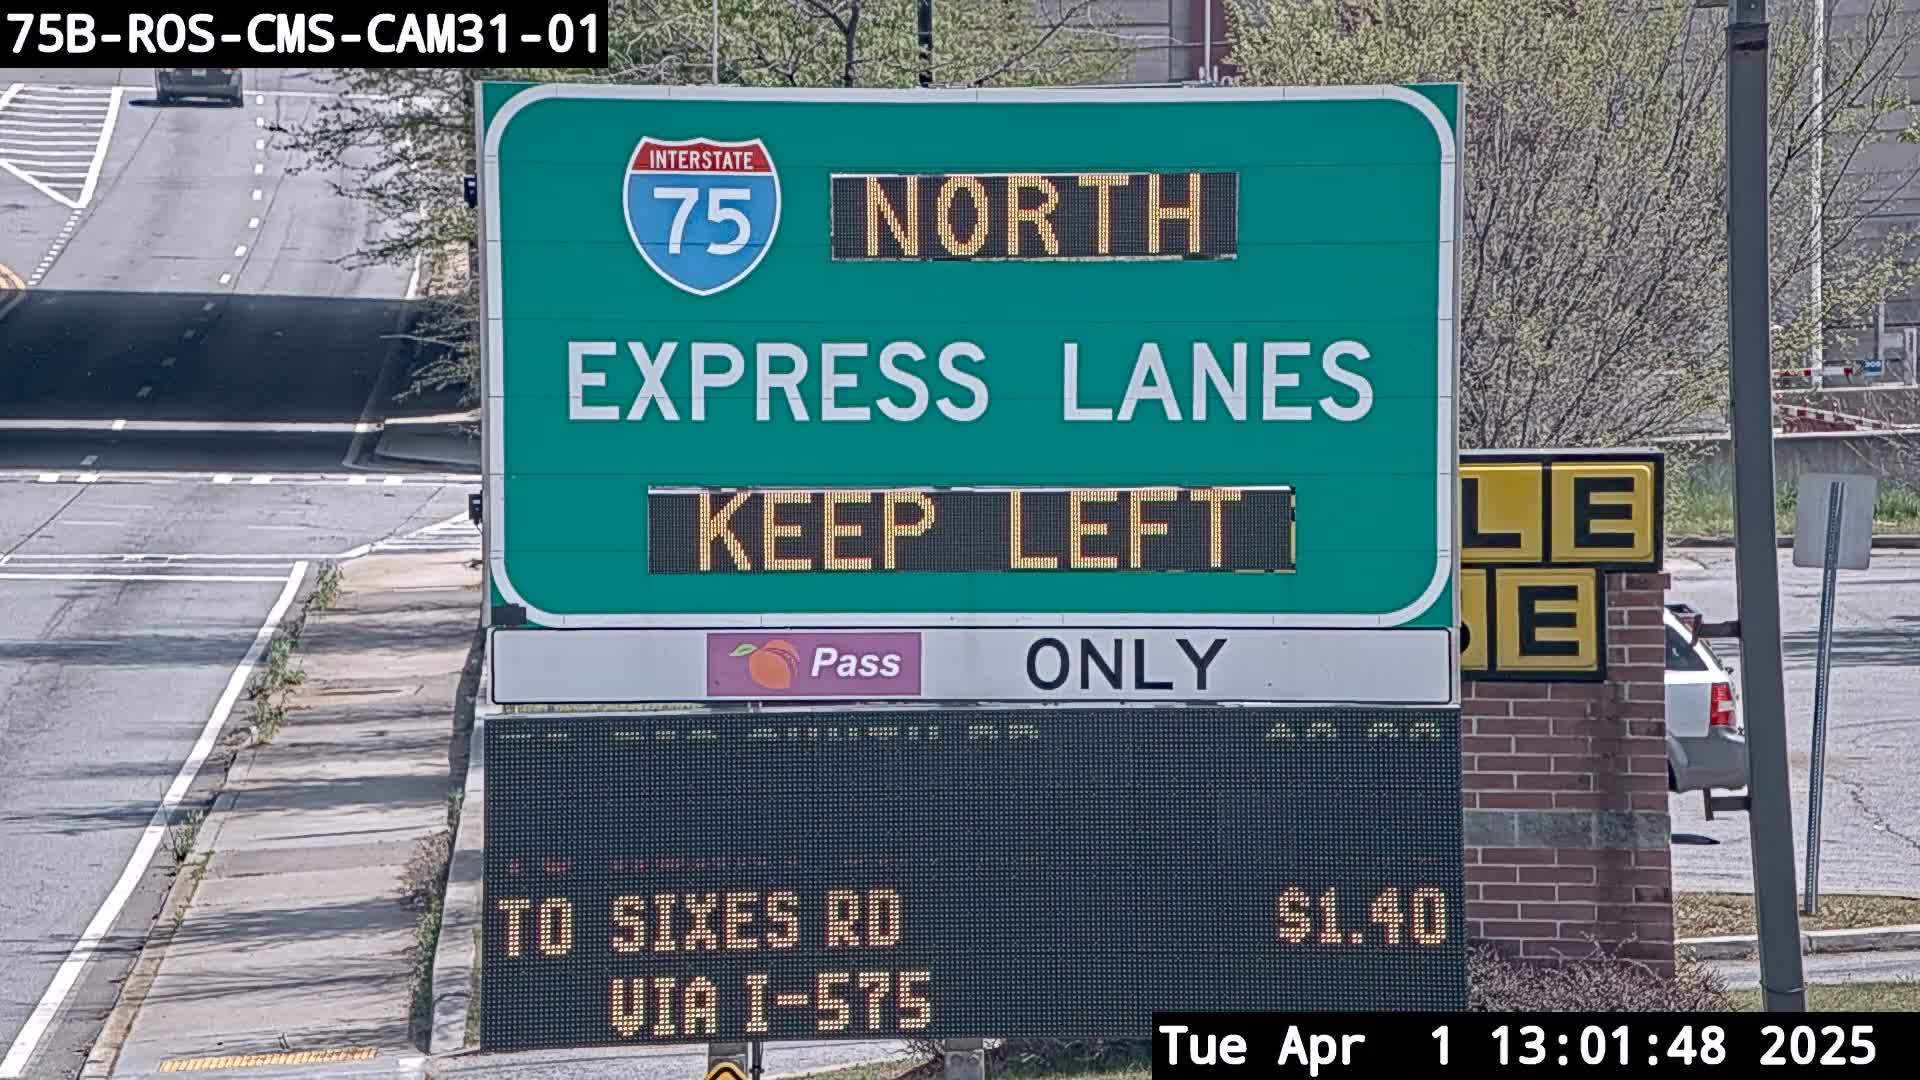 75B-ROS-CMS-CAM31-01
INTERSTATE
75
NORTH
EXPRESS LANES
KEEP LEFT
Pass ONLY
LE
E
TO SIXES RD $1.40
VIA I-575
Tue Apr 1 13:01:48 2025